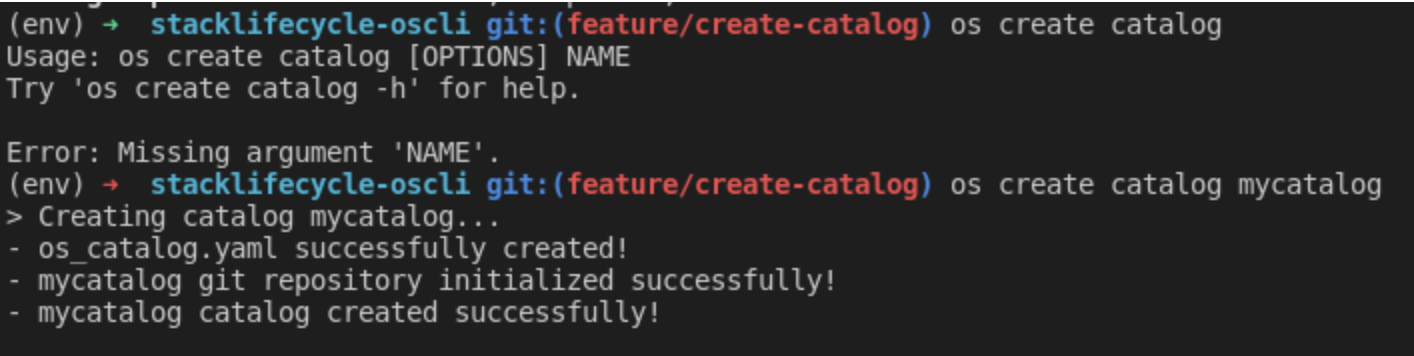 (env) → stacklifecycle-oscli git:(feature/create-catalog) os create catalog
Usage: os create catalog [OPTIONS] NAME
Try 'os create catalog -h' for help.
Error: Missing argument 'NAME'.
(env) → stacklifecycle-oscli git:(feature/create-catalog) os create catalog mycatalog
> Creating catalog mycatalog...
- os_catalog.yaml successfully created!
- mycatalog git repository initialized successfully!
- mycatalog catalog created successfully!